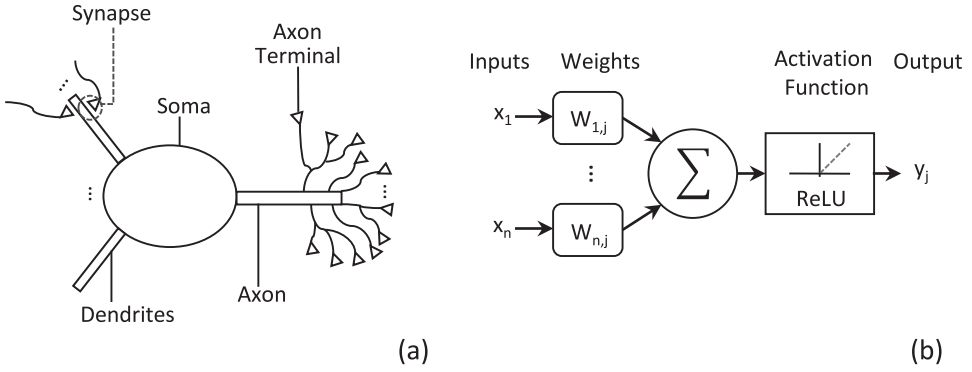 Synapse
Axon
Terminal
Soma
⋯
⋮
⋮
Axon
Dendrites
(a)
Inputs
Weights
Activation
Function
Output
x₁
W₁,ⱼ
⋮
∑
ReLU
yⱼ
xₙ
Wₙ,ⱼ
(b)